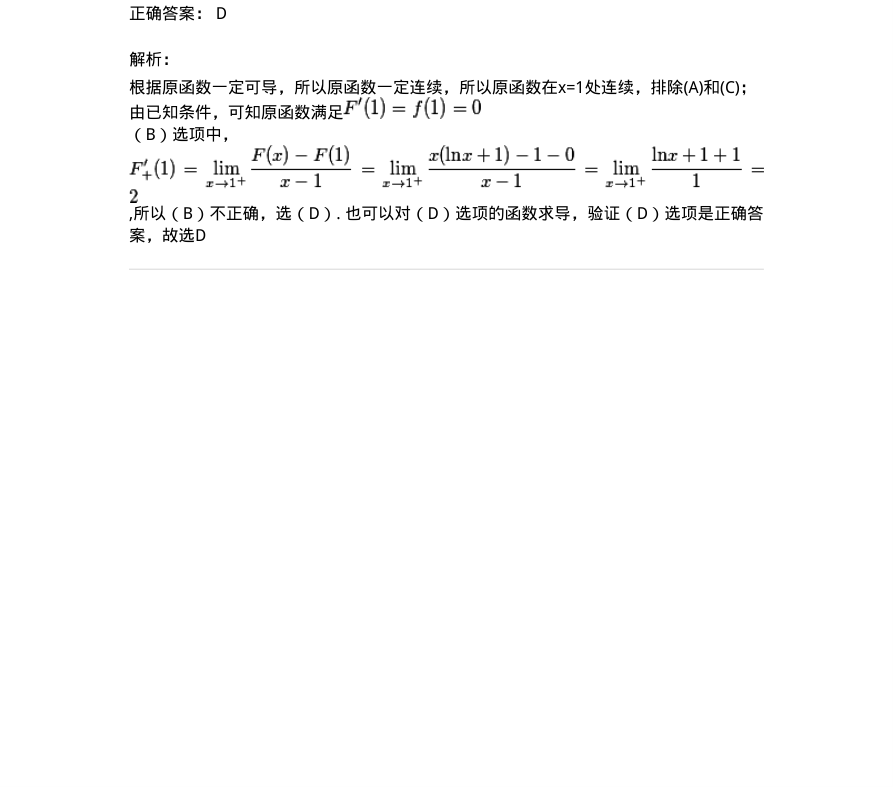 正确答案： D
解析：
根据原函数一定可导，所以原函数一定连续，所以原函数在x=1处连续，排除(A)和(C)；
由已知条件，可知原函数满足F′(1) = f(1) = 0
（B）选项中，
F′₊(1) = lim_{x→1⁺} (F(x) − F(1))/(x − 1) = lim_{x→1⁺} (x(lnx + 1) − 1 − 0)/(x − 1) = lim_{x→1⁺} (lnx + 1 + 1)/1 =
2
,所以（B）不正确，选（D）. 也可以对（D）选项的函数求导，验证（D）选项是正确答
案，故选D